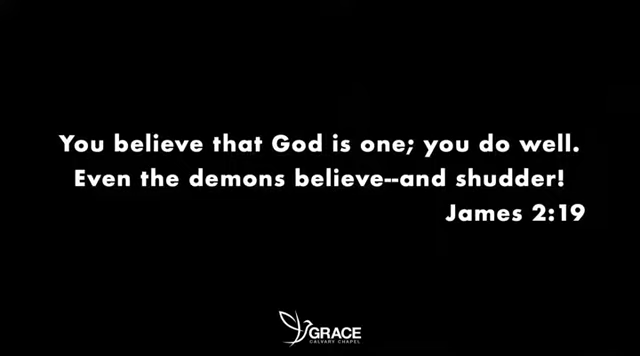 You believe that God is one; you do well.
Even the demons believe--and shudder!
James 2:19
GRACE
CALVARY CHAPEL